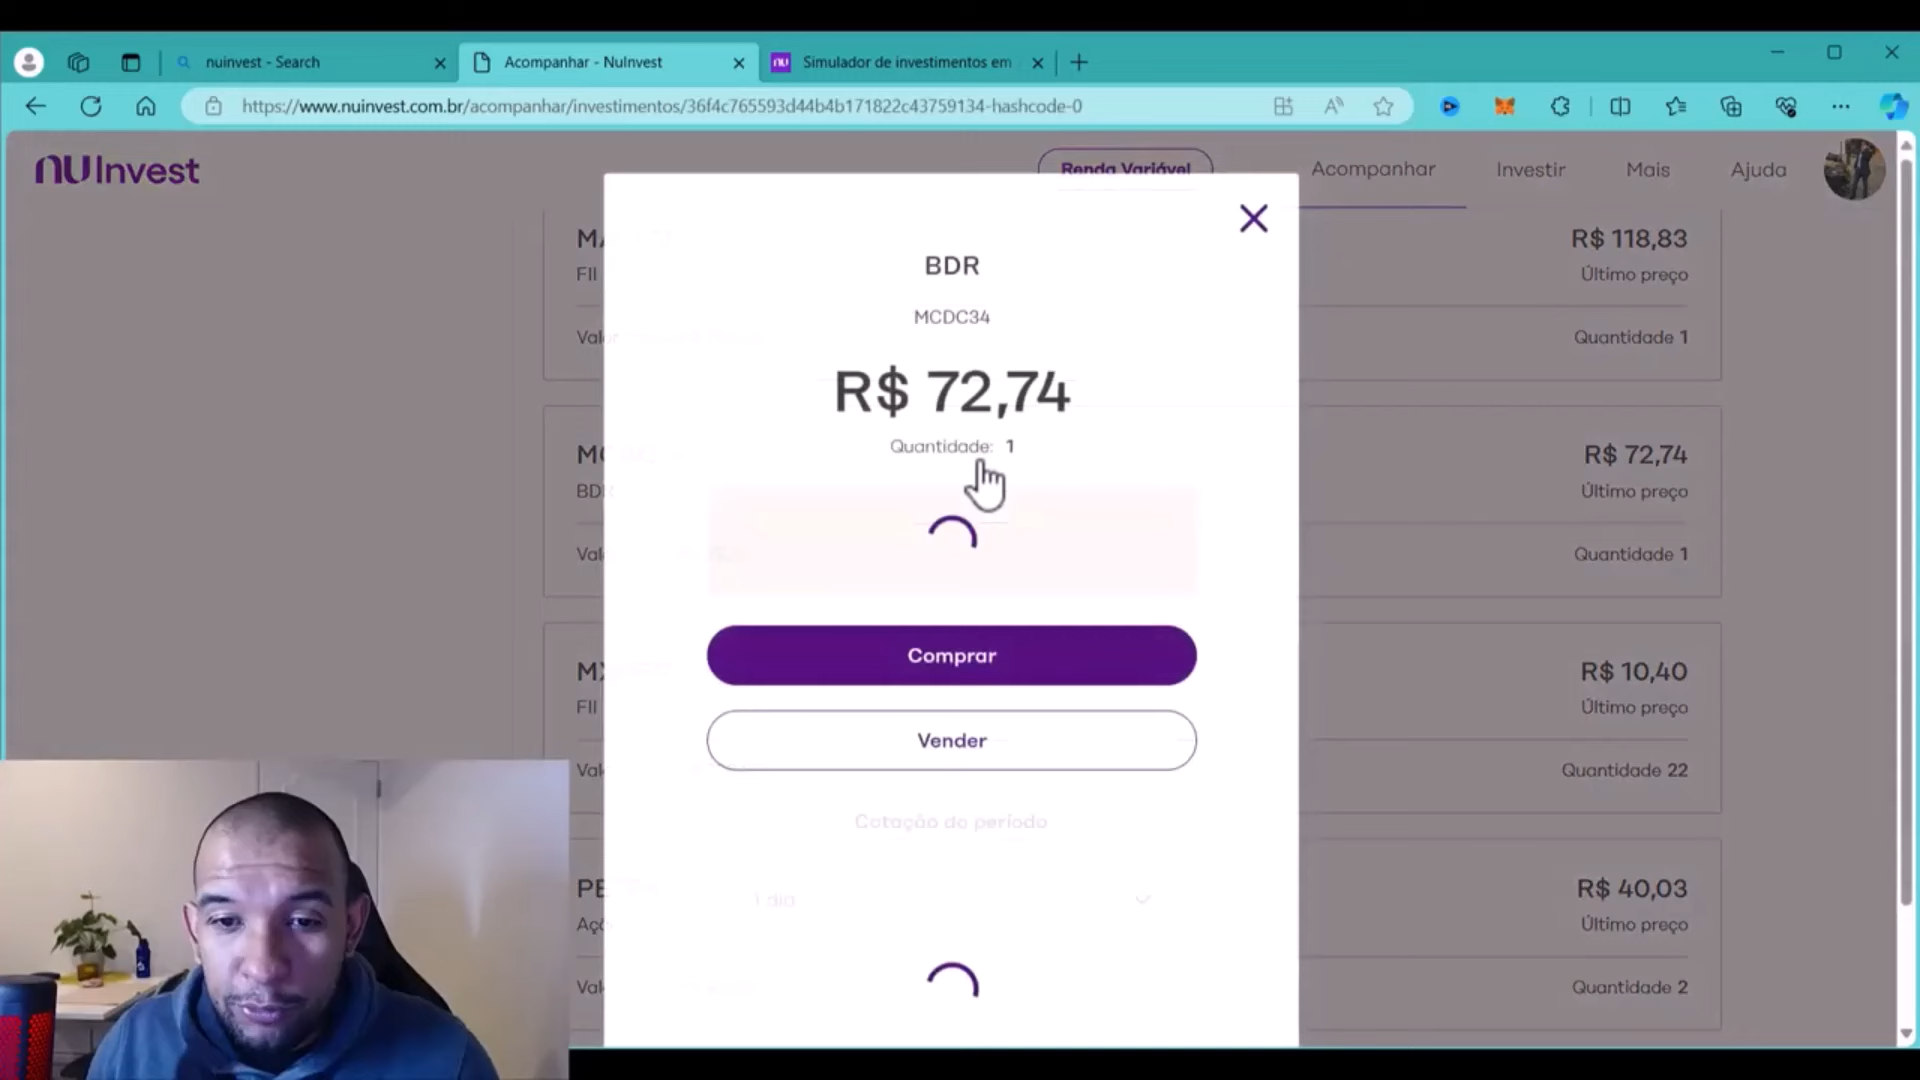 nuinvest - Search
Acompanhar - NuInvest
nu Simulador de investimentos em
https://www.nuinvest.com.br/acompanhar/investimentos/36f4c765593d44b4b171822c43759134-hashcode-0
nuInvest
Renda Variável
Acompanhar
Investir
Mais
Ajuda
R$ 118,83
FII
Último preço
Quantidade 1
BDR
MCDC34
R$ 72,74
Quantidade: 1
R$ 72,74
Último preço
Quantidade 1
Comprar
Vender
R$ 10,40
FII
Último preço
Quantidade 22
Cotação do período
1 dia
R$ 40,03
Último preço
Quantidade 2